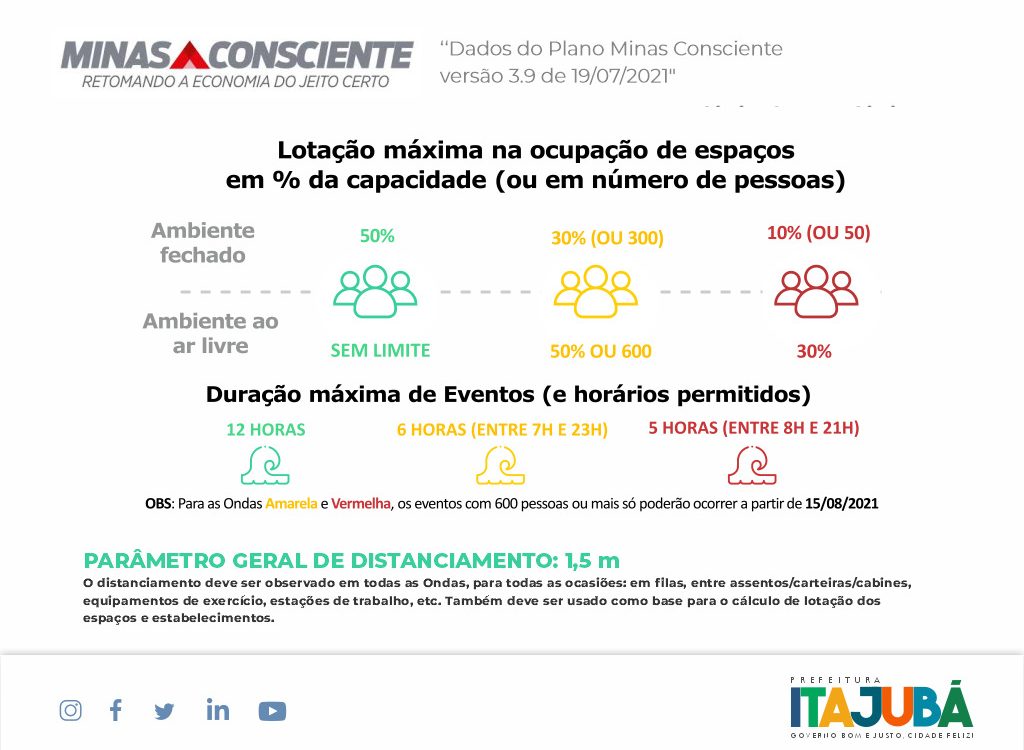 MINAS CONSCIENTE
RETOMANDO A ECONOMIA DO JEITO CERTO
“Dados do Plano Minas Consciente
versão 3.9 de 19/07/2021"
Lotação máxima na ocupação de espaços
em % da capacidade (ou em número de pessoas)
Ambiente
fechado
50%
30% (OU 300)
10% (OU 50)
Ambiente ao
ar livre
SEM LIMITE
50% OU 600
30%
Duração máxima de Eventos (e horários permitidos)
12 HORAS
6 HORAS (ENTRE 7H E 23H)
5 HORAS (ENTRE 8H E 21H)
OBS: Para as Ondas Amarela e Vermelha, os eventos com 600 pessoas ou mais só poderão ocorrer a partir de 15/08/2021
PARÂMETRO GERAL DE DISTANCIAMENTO: 1,5 m
O distanciamento deve ser observado em todas as Ondas, para todas as ocasiões: em filas, entre assentos/carteiras/cabines,
equipamentos de exercício, estações de trabalho, etc. Também deve ser usado como base para o cálculo de lotação dos
espaços e estabelecimentos.
PREFEITURA
ITAJUBÁ
GOVERNO BOM E JUSTO, CIDADE FELIZ!